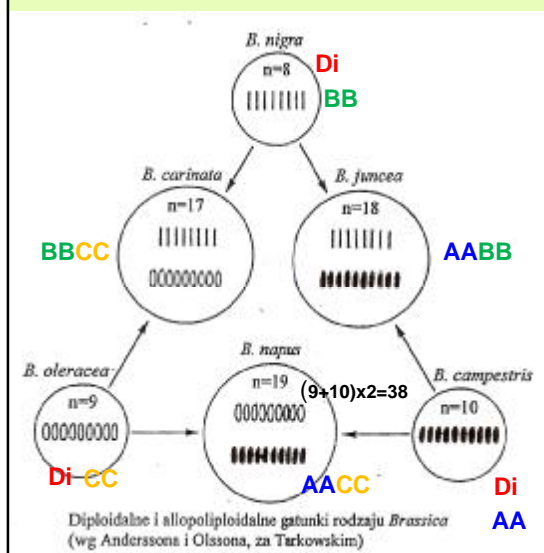 B. nigra
n=8
Di
BB
B. carinata
n=17
BBCC
B. juncea
n=18
AABB
B. oleracea
n=9
Di CC
B. napus
n=19
(9+10)x2=38
AACC
B. campestris
n=10
Di
AA
Diploidalne i allopoliploidalne gatunki rodzaju Brassica
(wg Anderssona i Olssona, za Tarkowskim)